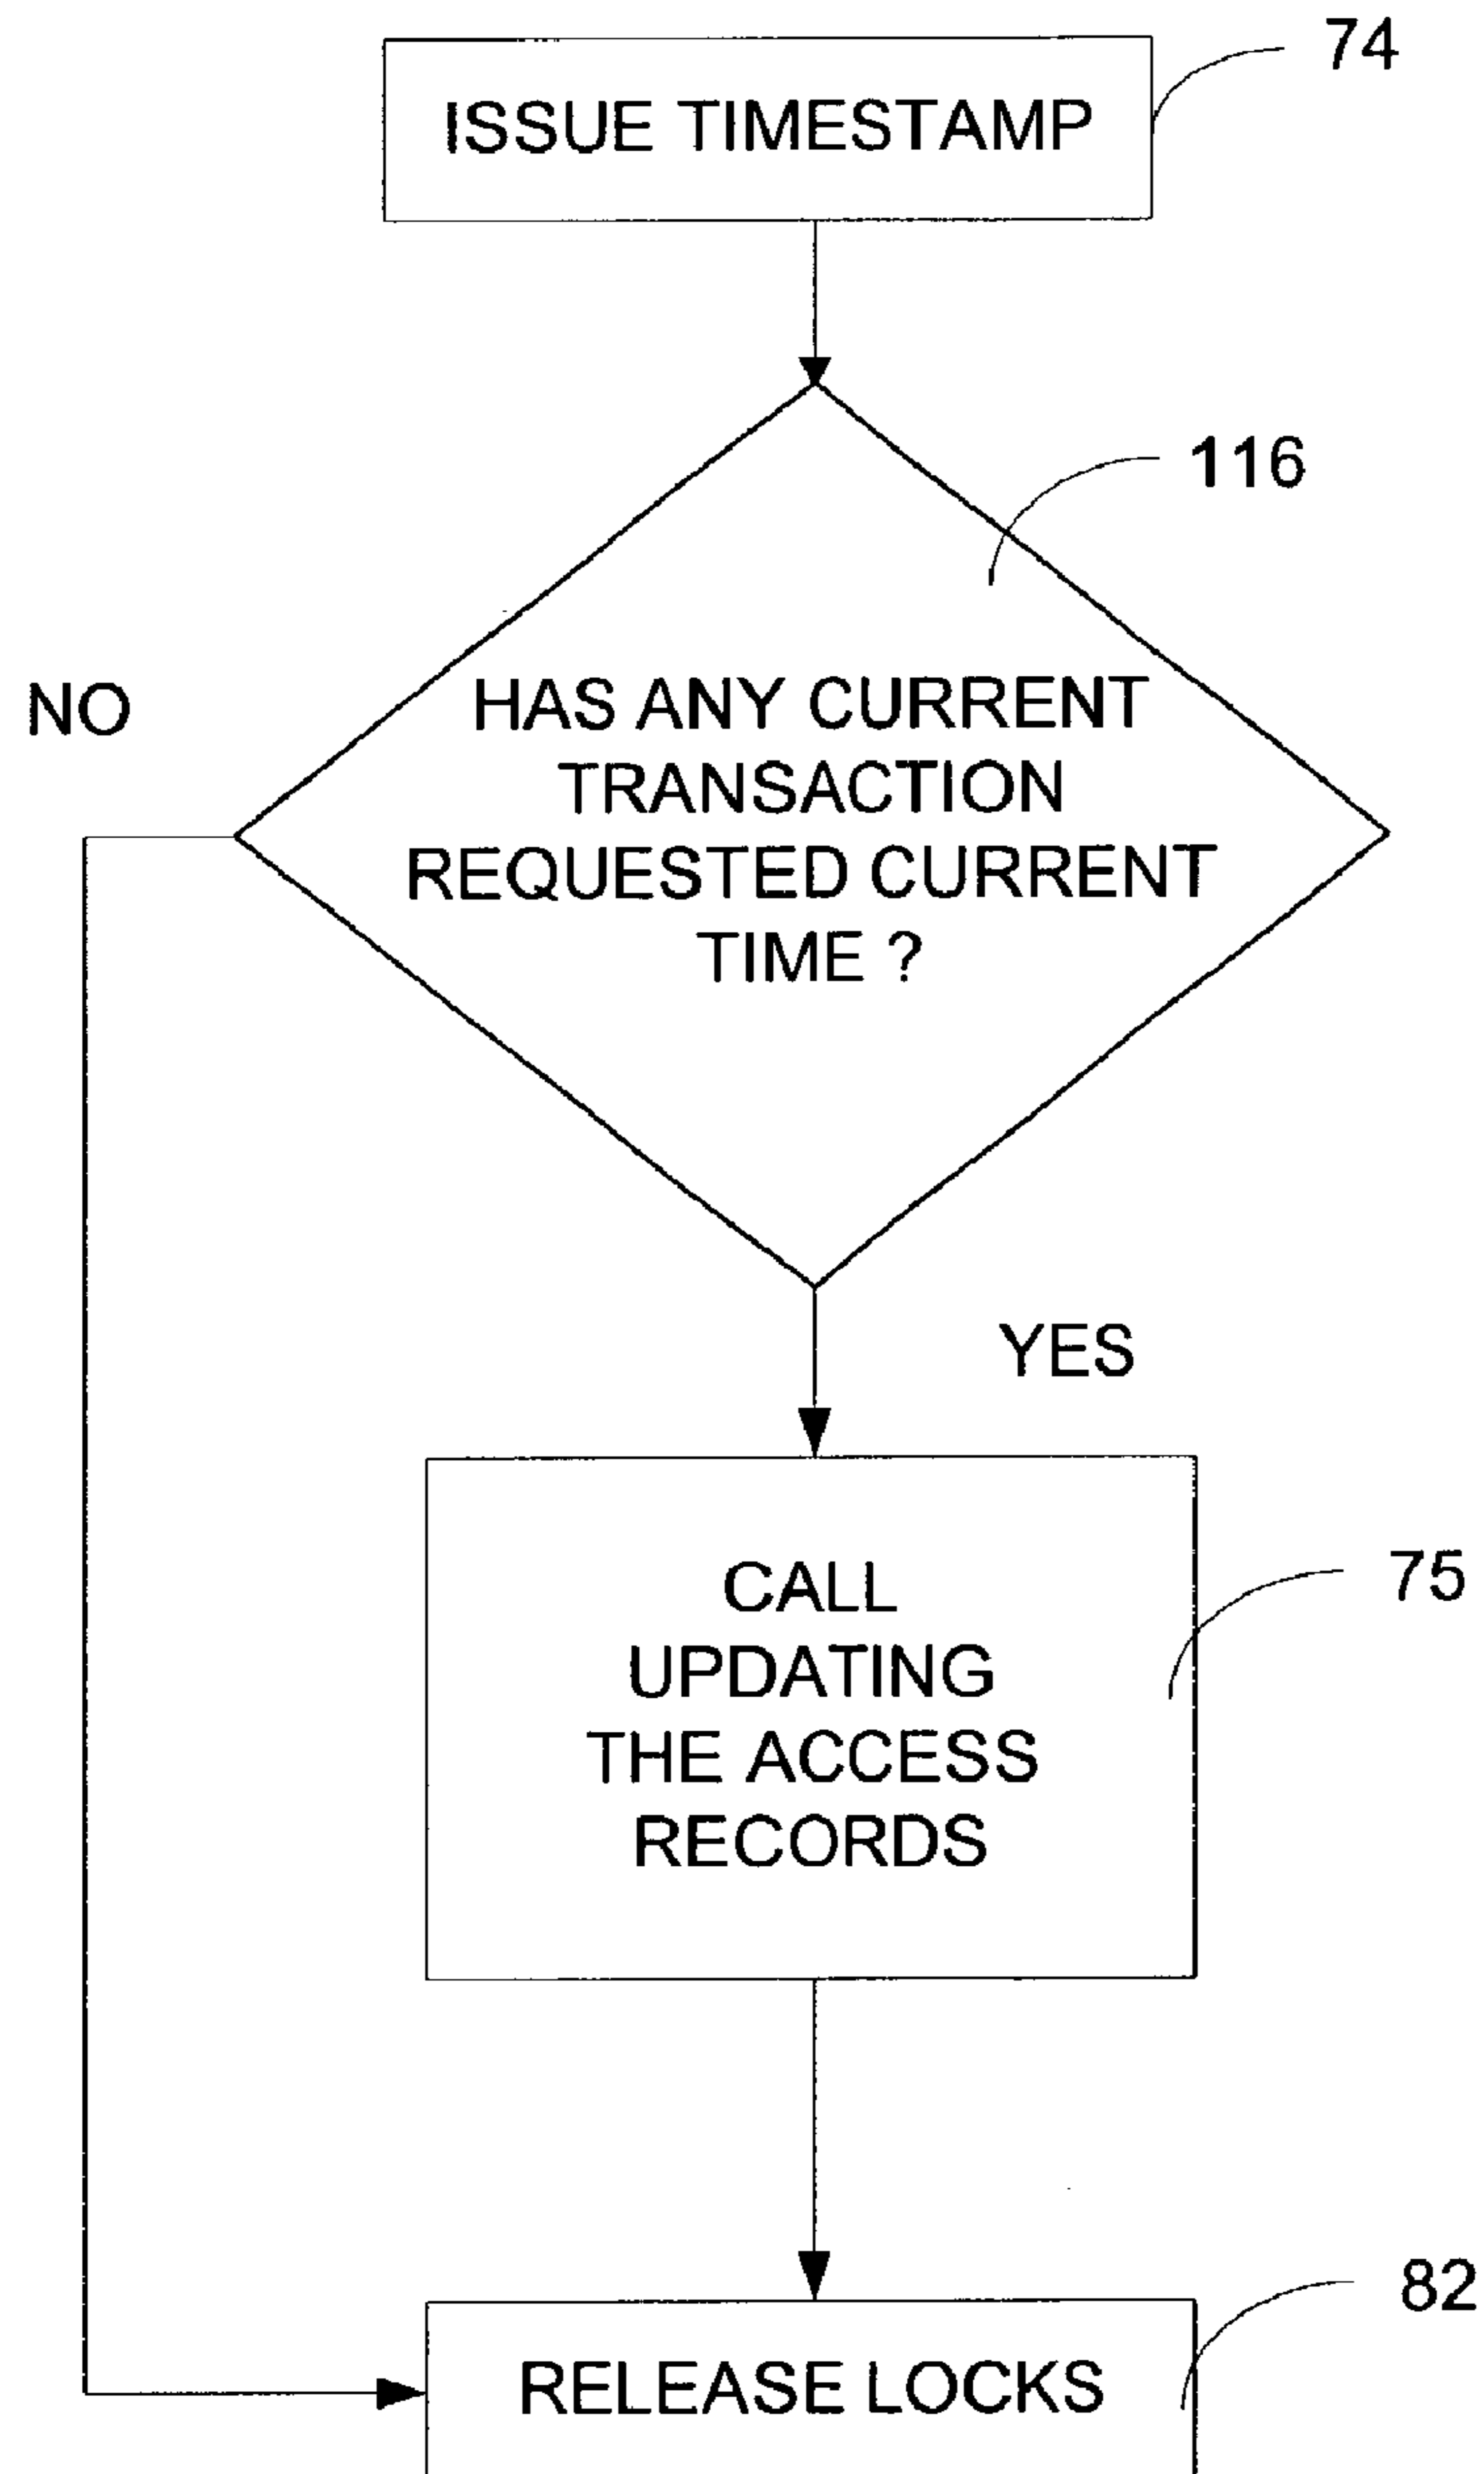 74
ISSUE TIMESTAMP
116
NO
HAS ANY CURRENT
TRANSACTION
REQUESTED CURRENT
TIME ?
YES
CALL
UPDATING
THE ACCESS
RECORDS
75
82
RELEASE LOCKS